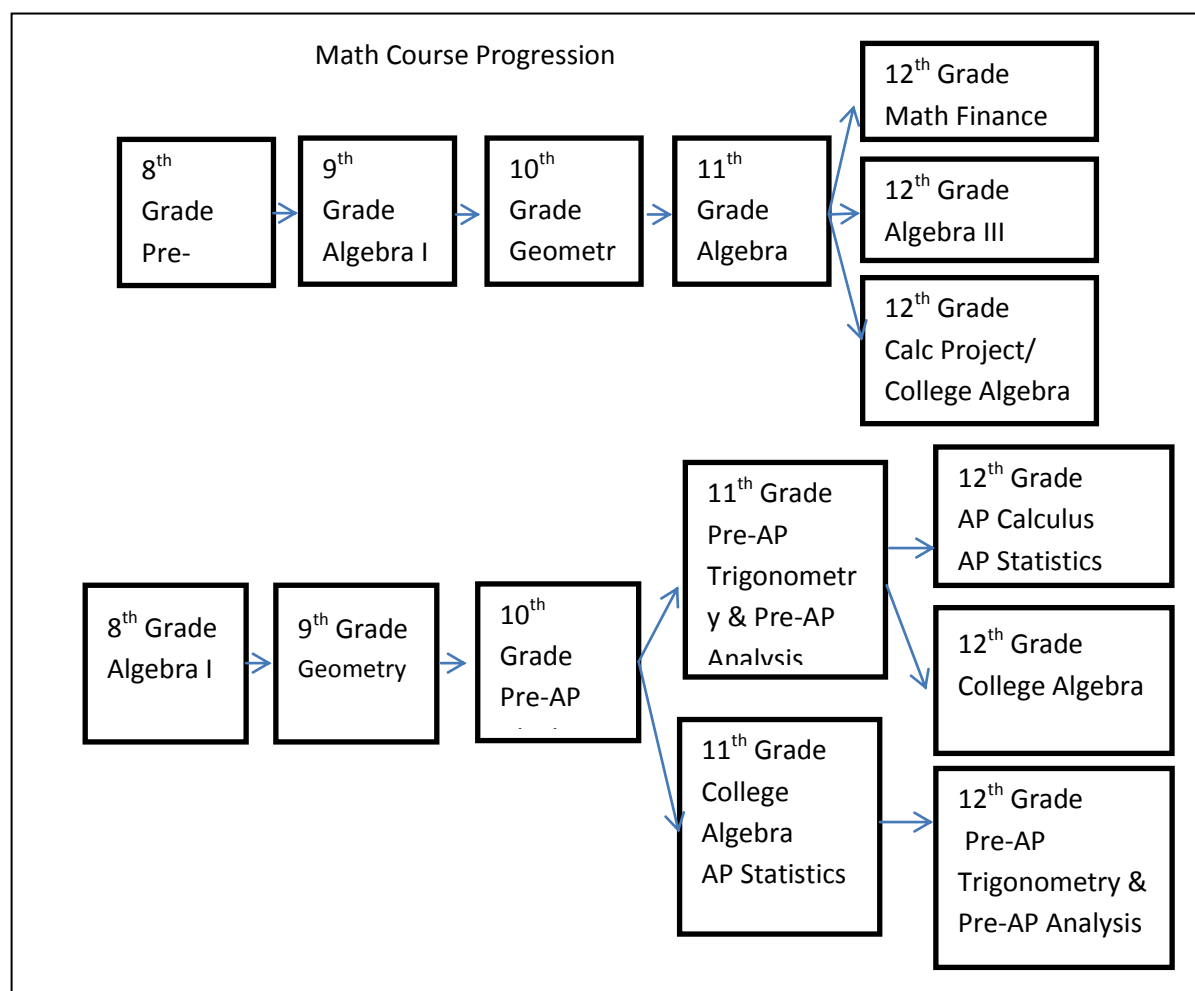 Math Course Progression
8th
Grade
Pre-
9th
Grade
Algebra I
10th
Grade
Geometr
11th
Grade
Algebra
12th Grade
Math Finance
12th Grade
Algebra III
12th Grade
Calc Project/
College Algebra
8th Grade
Algebra I
9th Grade
Geometry
10th
Grade
Pre-AP
11th Grade
Pre-AP
Trigonometr
y & Pre-AP
Analysis
11th Grade
College
Algebra
AP Statistics
12th Grade
AP Calculus
AP Statistics
12th Grade
College Algebra
12th Grade
Pre-AP
Trigonometry &
Pre-AP Analysis